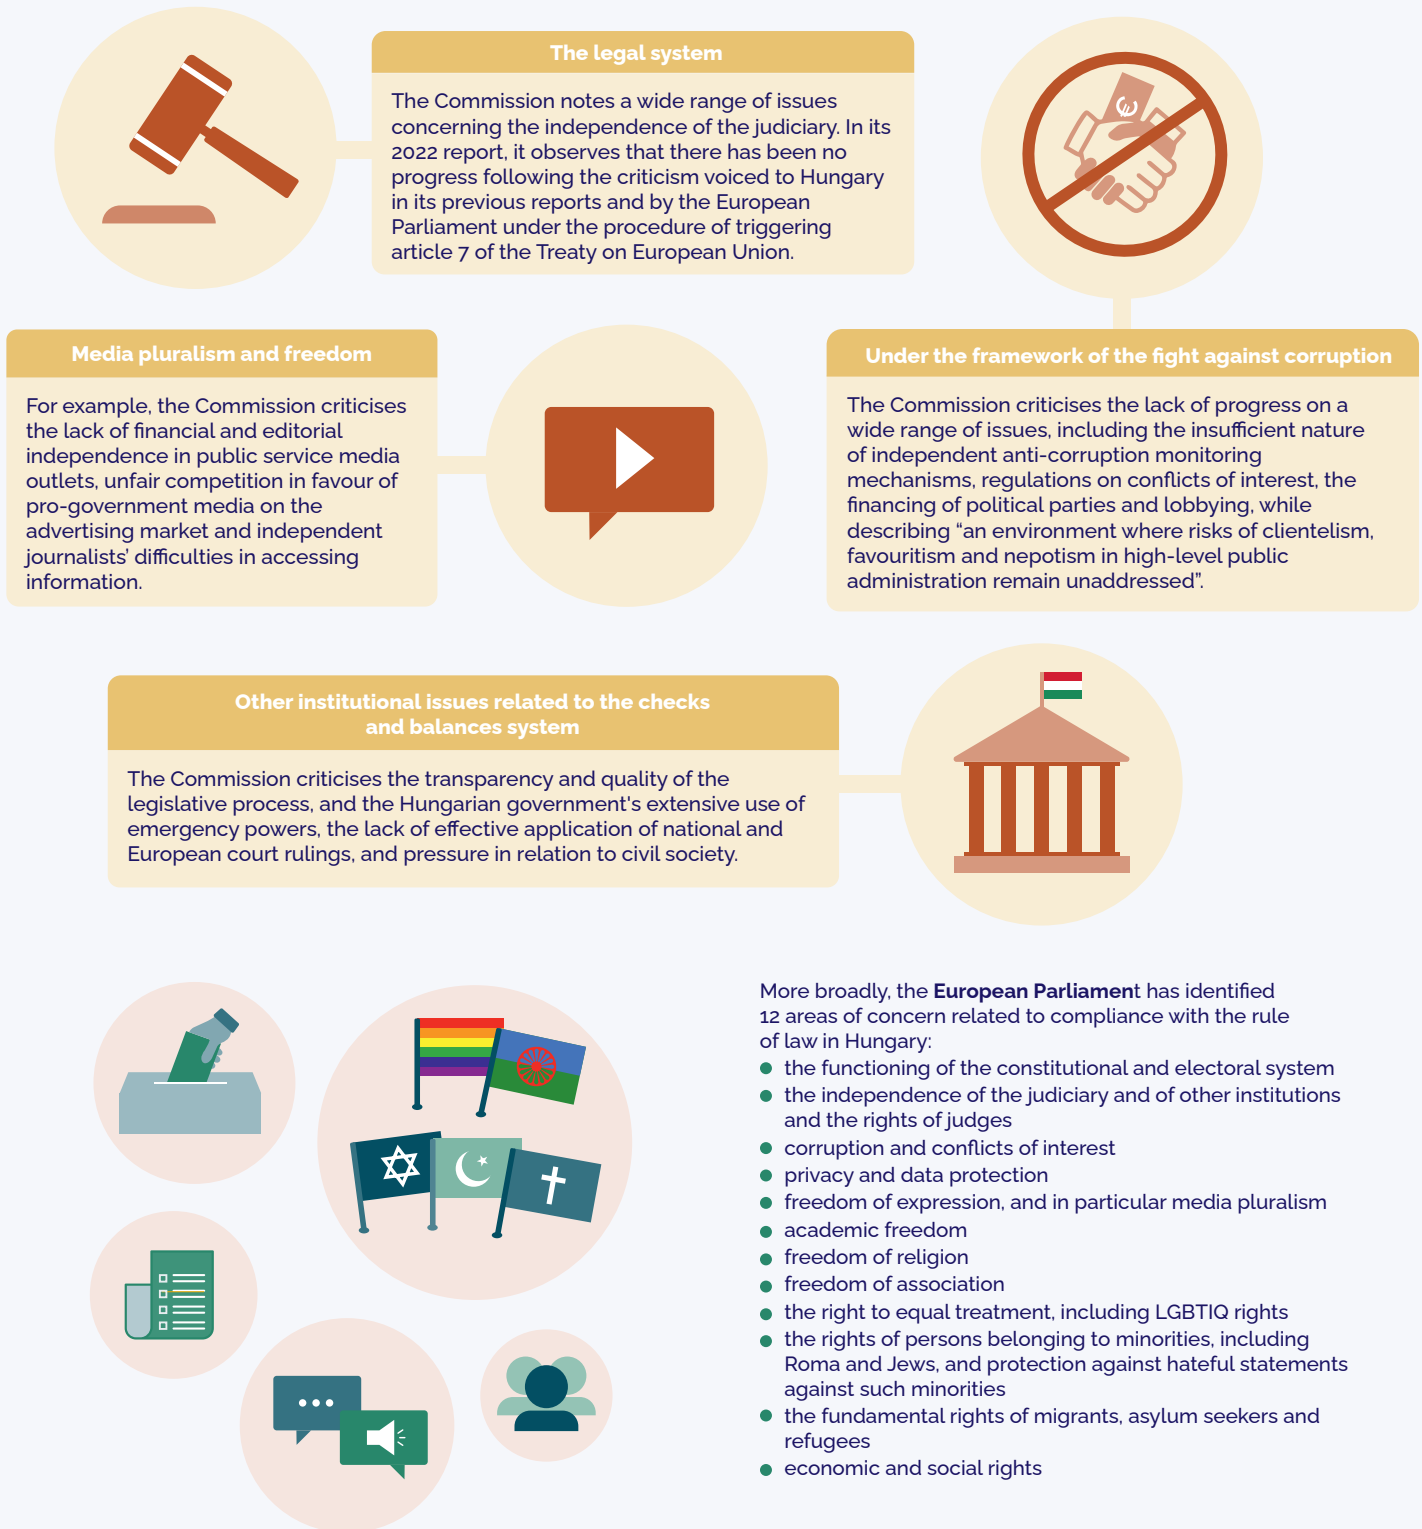 The legal system
The Commission notes a wide range of issues
concerning the independence of the judiciary. In its
2022 report, it observes that there has been no
progress following the criticism voiced to Hungary
in its previous reports and by the European
Parliament under the procedure of triggering
article 7 of the Treaty on European Union.
Media pluralism and freedom
For example, the Commission criticises
the lack of financial and editorial
independence in public service media
outlets, unfair competition in favour of
pro-government media on the
advertising market and independent
journalists’ difficulties in accessing
information.
€
Under the framework of the fight against corruption
The Commission criticises the lack of progress on a
wide range of issues, including the insufficient nature
of independent anti-corruption monitoring
mechanisms, regulations on conflicts of interest, the
financing of political parties and lobbying, while
describing “an environment where risks of clientelism,
favouritism and nepotism in high-level public
administration remain unaddressed”.
Other institutional issues related to the checks
and balances system
The Commission criticises the transparency and quality of the
legislative process, and the Hungarian government's extensive use of
emergency powers, the lack of effective application of national and
European court rulings, and pressure in relation to civil society.
More broadly, the European Parliament has identified
12 areas of concern related to compliance with the rule
of law in Hungary:
the functioning of the constitutional and electoral system
the independence of the judiciary and of other institutions
and the rights of judges
corruption and conflicts of interest
privacy and data protection
freedom of expression, and in particular media pluralism
academic freedom
freedom of religion
freedom of association
the right to equal treatment, including LGBTIQ rights
the rights of persons belonging to minorities, including
Roma and Jews, and protection against hateful statements
against such minorities
the fundamental rights of migrants, asylum seekers and
refugees
economic and social rights